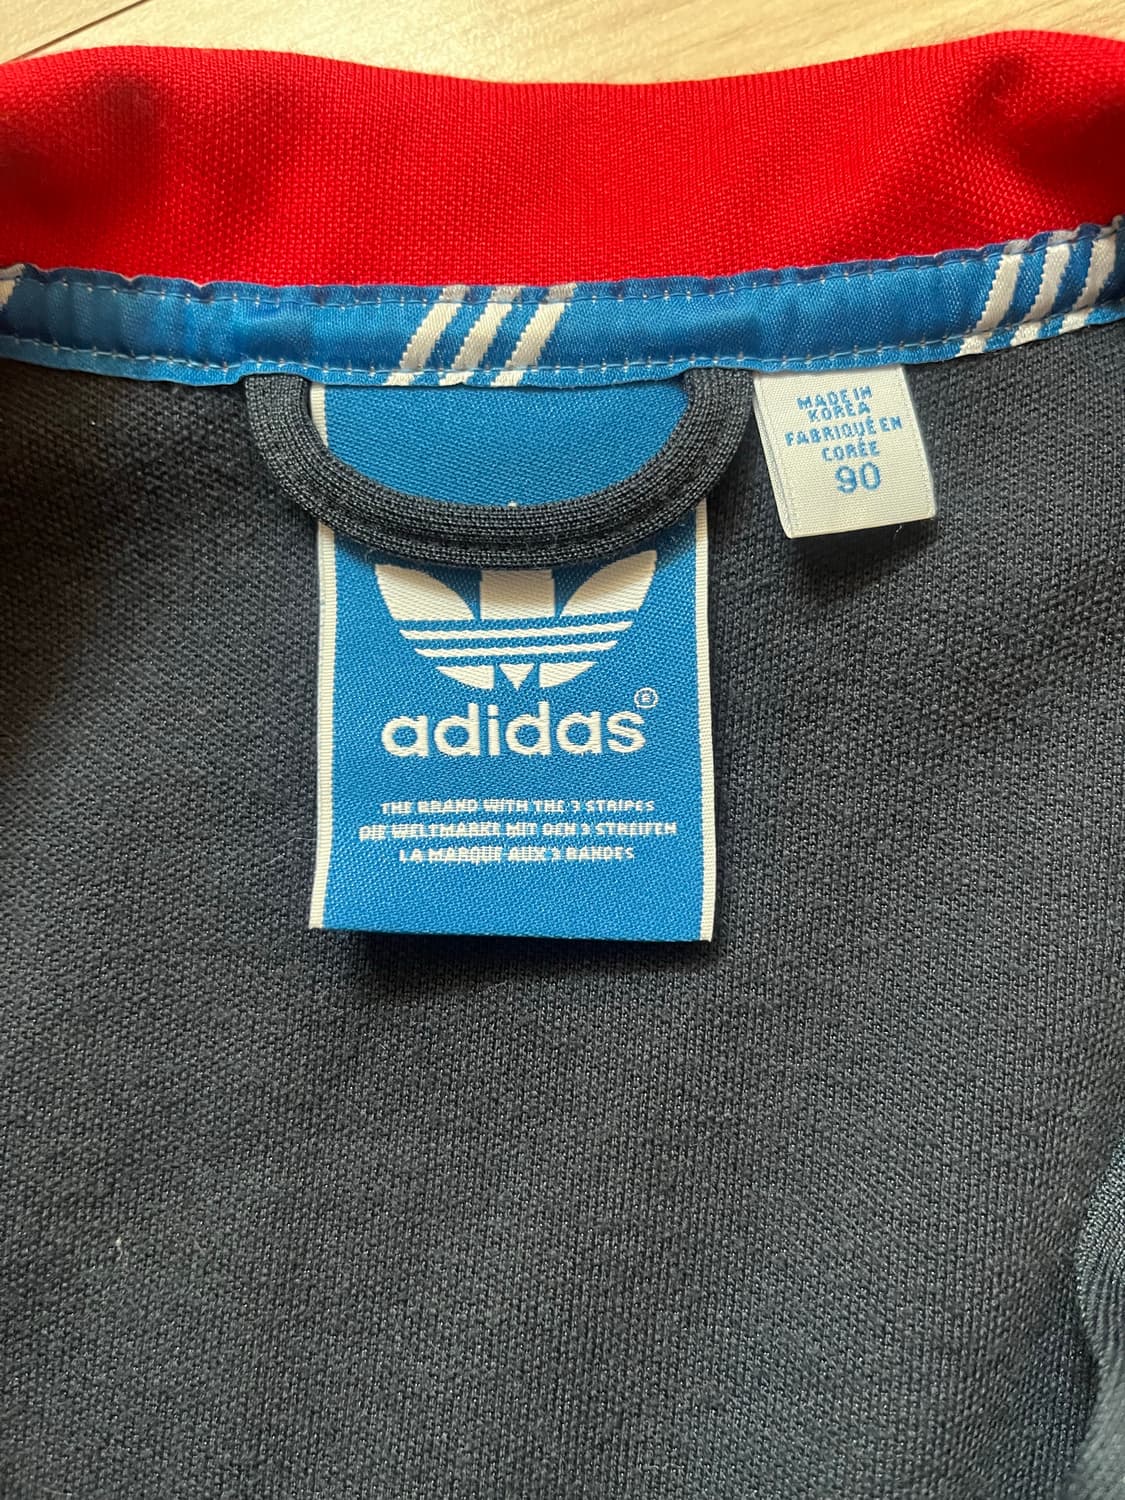 MADE IN
KOREA
FABRIQUÉ EN
CORÉE
90
adidas®
THE BRAND WITH THE 3 STRIPES
DIE WELTMARKE MIT DEN 3 STREIFEN
LA MARQUE AUX 3 BANDES